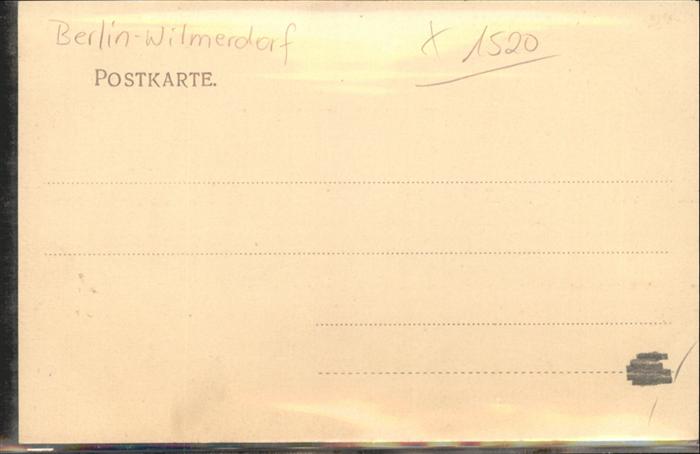 Berlin-Wilmerdorf x 1520
POSTKARTE.